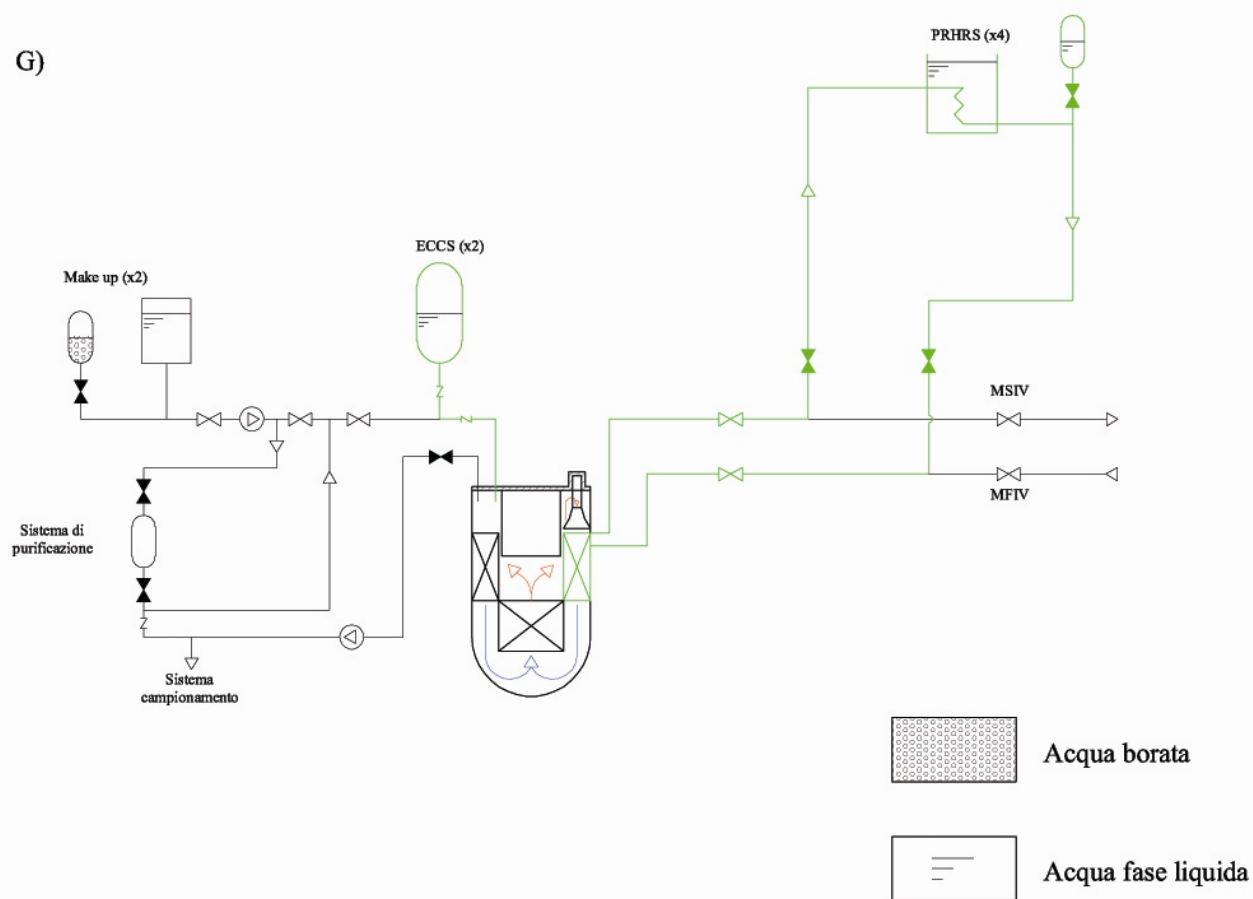 G)
PRHRS (x4)
ECCS (x2)
Make up (x2)
MSIV
MFIV
Sistema di
purificazione
Sistema
campionamento
Acqua borata
Acqua fase liquida